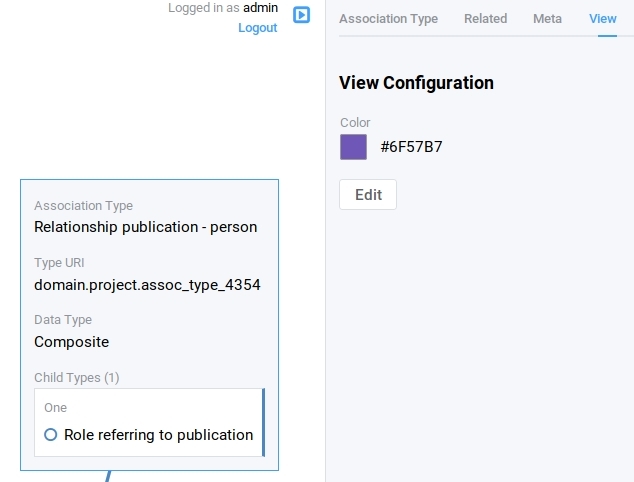 Logged in as admin
Logout
Association Type Related Meta View
View Configuration
Color
#6F57B7
Edit
Association Type
Relationship publication - person
Type URI
domain.project.assoc_type_4354
Data Type
Composite
Child Types (1)
One
Role referring to publication